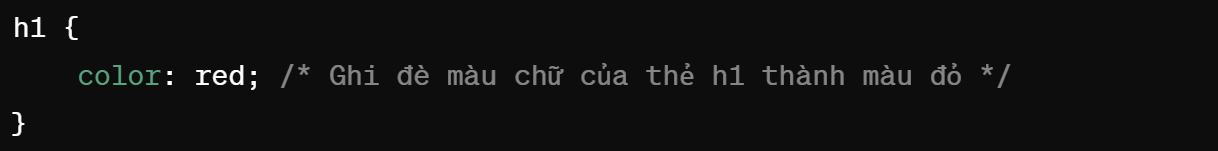 h1 {
    color: red; /* Ghi đè màu chữ của thẻ h1 thành màu đỏ */
}